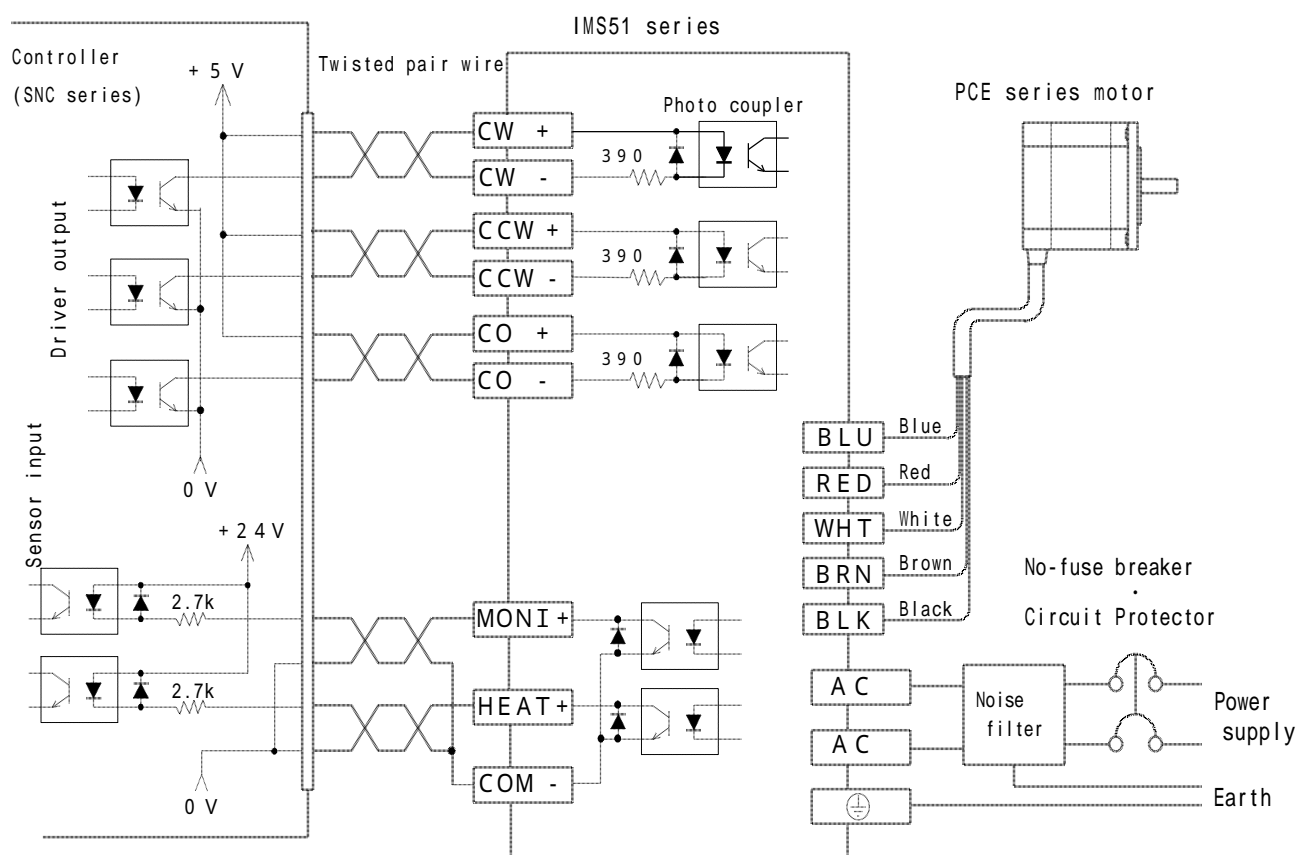 IMS51 series
Controller
(SNC series)
+5V
Twisted pair wire
Photo coupler
PCE series motor
CW +
390
CW -
CCW +
390
CCW -
CO +
390
CO -
Driver output
0V
Sensor input
+24V
2.7k
2.7k
0V
MONI+
HEAT+
COM -
BLU
Blue
RED
Red
WHT
White
BRN
Brown
BLK
Black
No-fuse breaker
・
Circuit Protector
AC
AC
Noise
filter
Power
supply
Earth